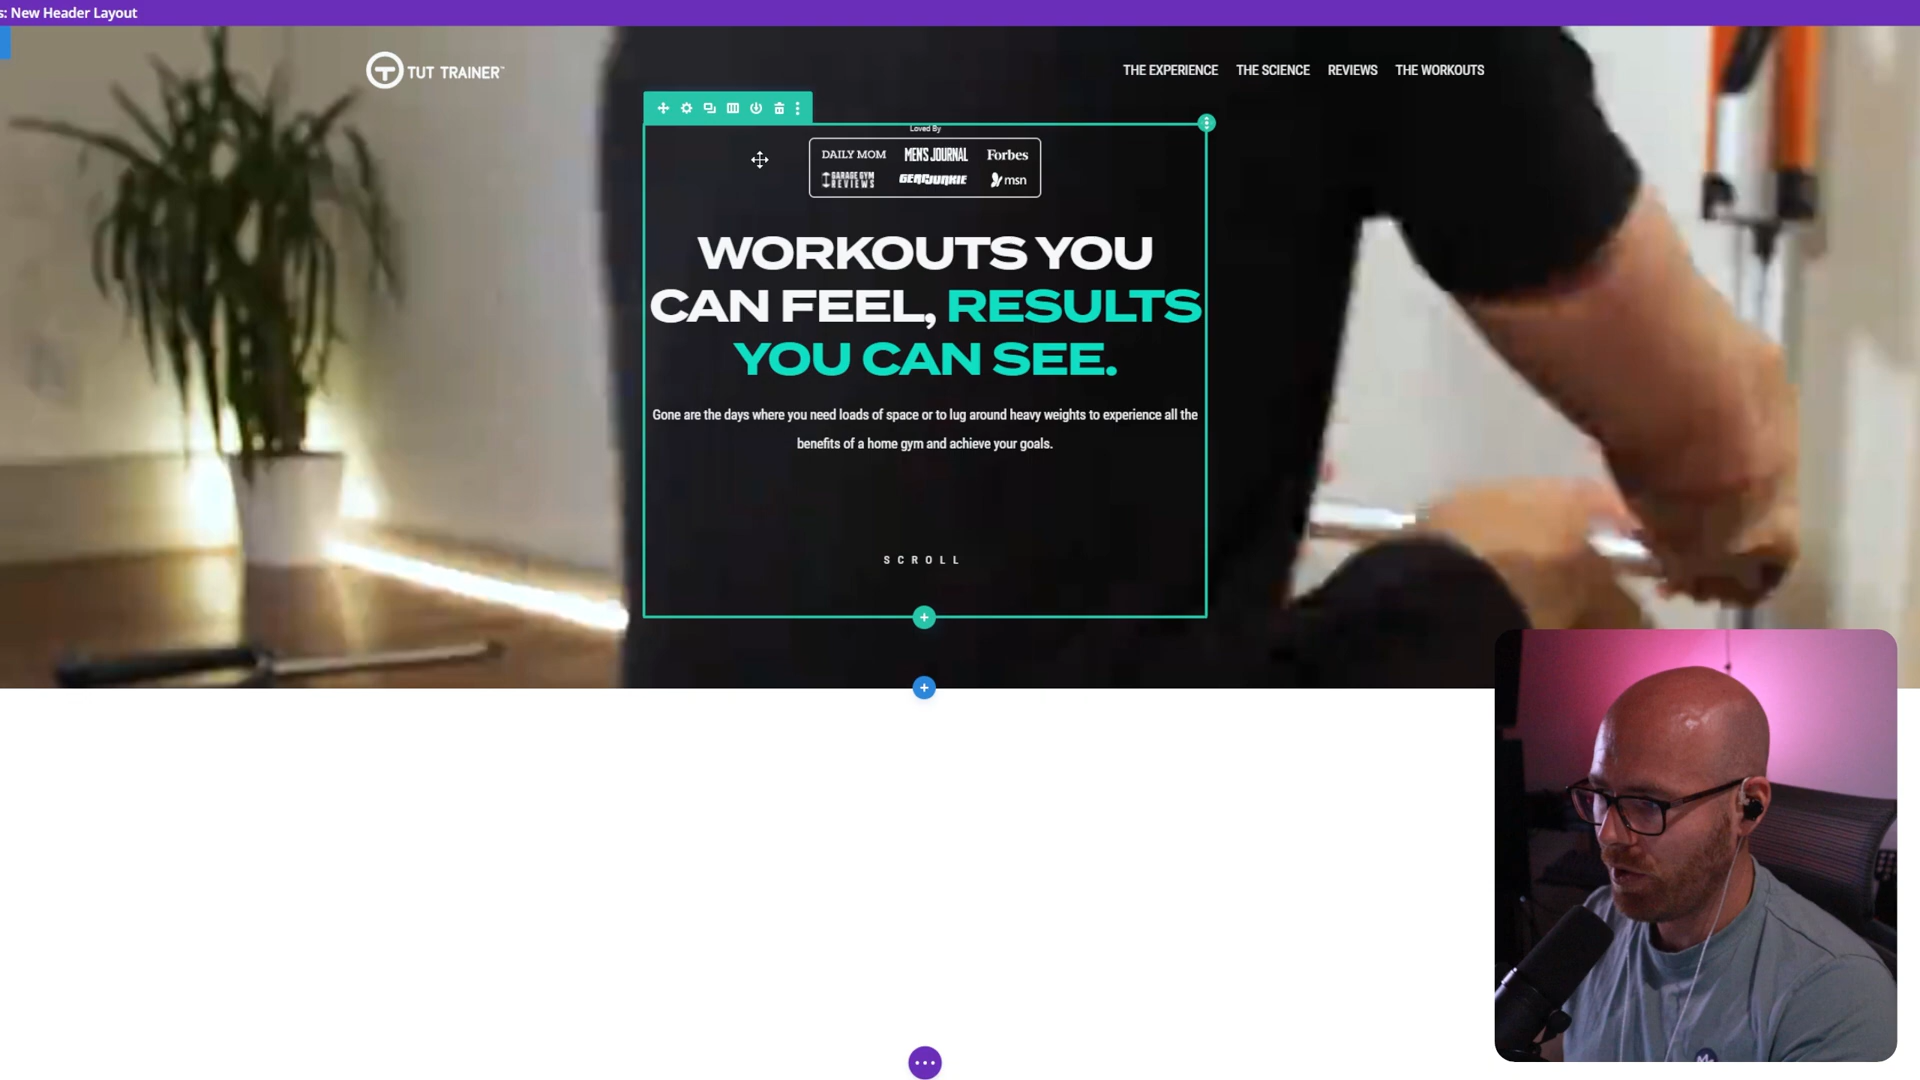 s: New Header Layout
TUT TRAINER™
THE EXPERIENCE THE SCIENCE REVIEWS THE WORKOUTS
Loved By
DAILY MOM MEN'S JOURNAL Forbes
GARAGE GYM REVIEWS GEARJUNKIE msn
WORKOUTS YOU
CAN FEEL, RESULTS
YOU CAN SEE.
Gone are the days where you need loads of space or to lug around heavy weights to experience all the
benefits of a home gym and achieve your goals.
SCROLL